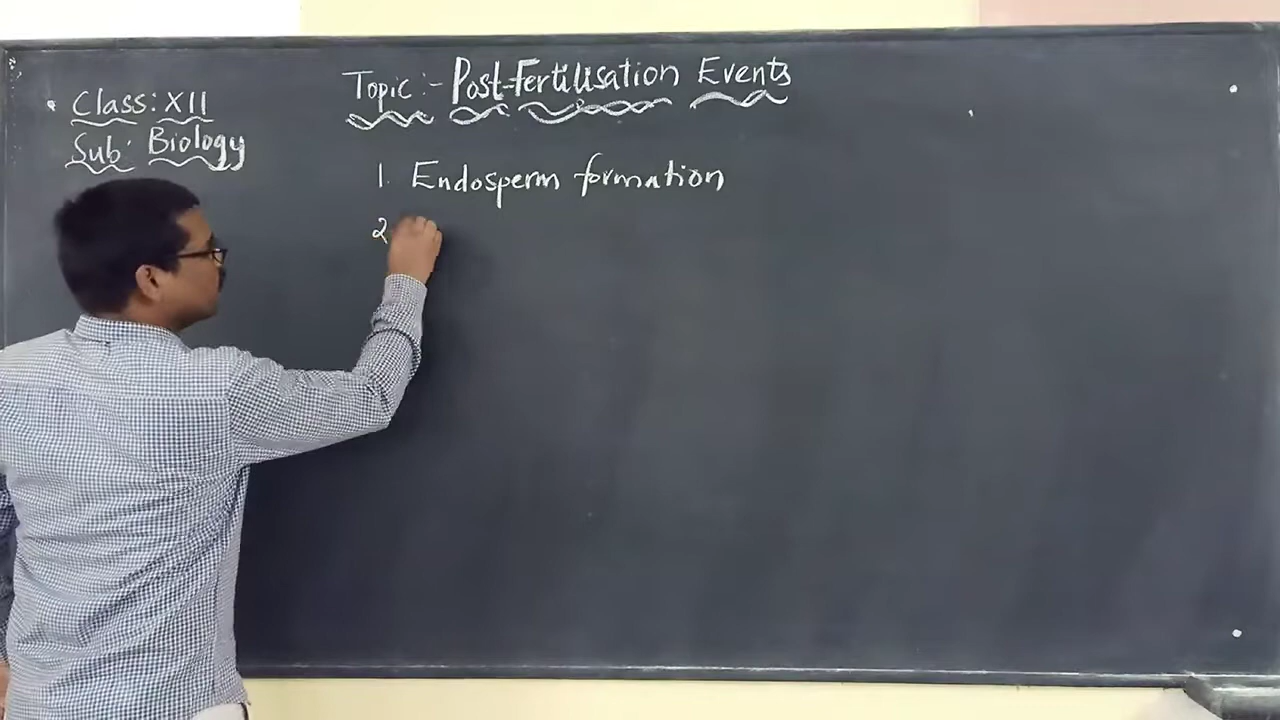 Class: XII
Sub: Biology
Topic:- Post-Fertilisation Events
1. Endosperm formation
2